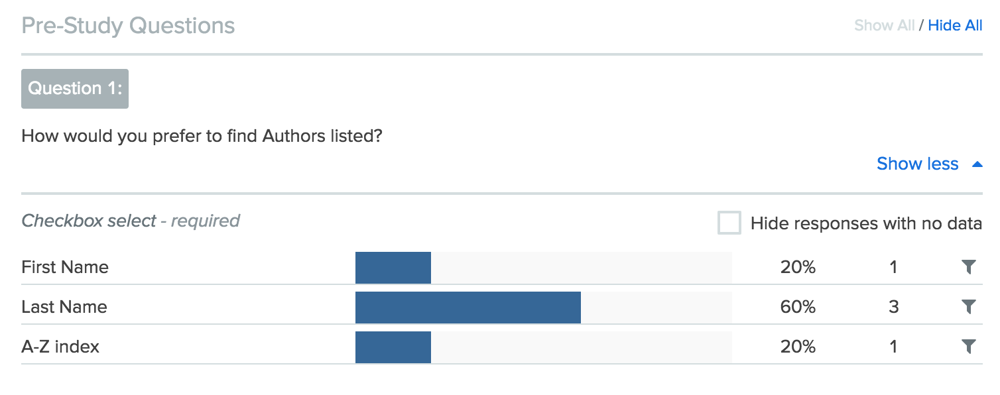 Pre-Study Questions Show All / Hide All
Question 1:
How would you prefer to find Authors listed?
Show less
Checkbox select - required Hide responses with no data
First Name 20% 1
Last Name 60% 3
A-Z index 20% 1